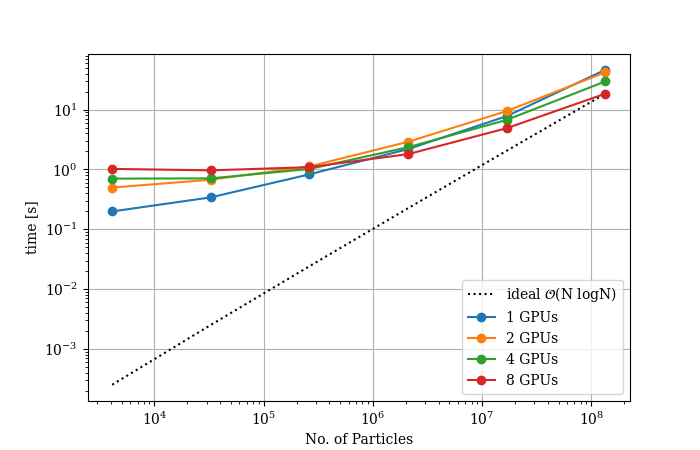 10¹
10⁰
10⁻¹
10⁻²
10⁻³
time [s]
10⁴
10⁵
10⁶
10⁷
10⁸
No. of Particles
ideal 𝒪(N logN)
1 GPUs
2 GPUs
4 GPUs
8 GPUs